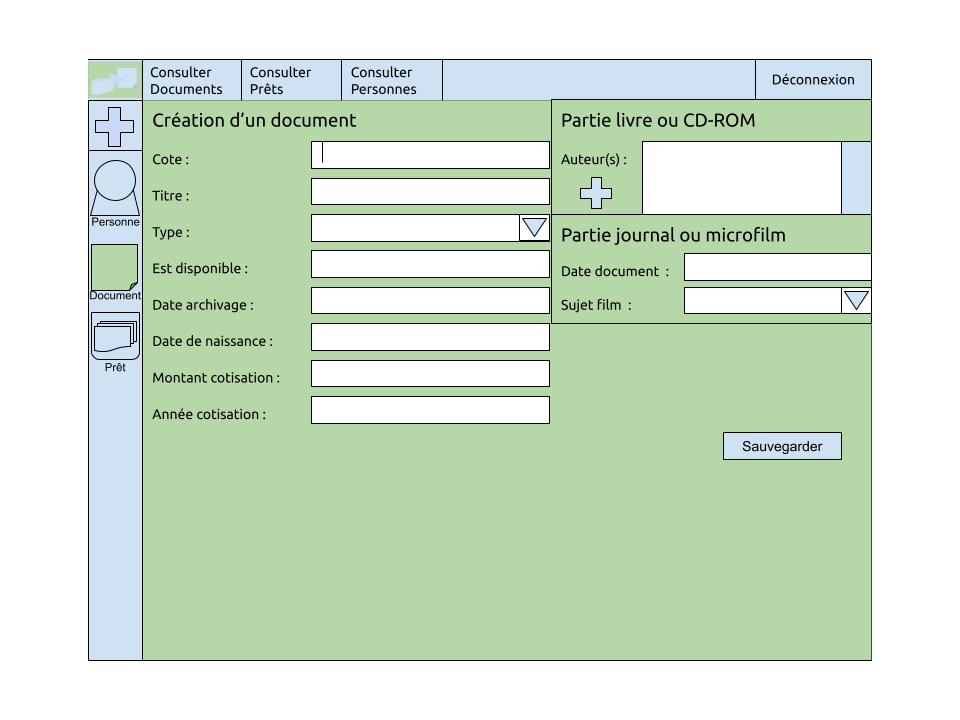 Consulter
Documents
Consulter
Prêts
Consulter
Personnes
Déconnexion
Personne
Document
Prêt
Création d’un document
Cote :
Titre :
Type :
Est disponible :
Date archivage :
Date de naissance :
Montant cotisation :
Année cotisation :
Partie livre ou CD-ROM
Auteur(s) :
Partie journal ou microfilm
Date document :
Sujet film :
Sauvegarder